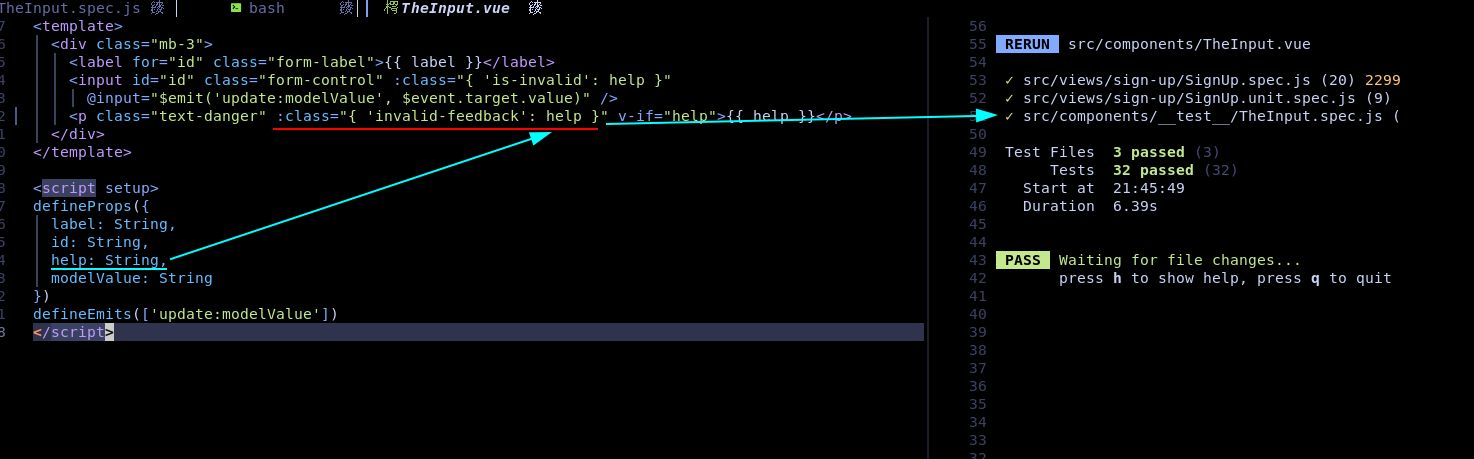 TheInput.spec.js
bash
TheInput.vue
7 <template>
6 <div class="mb-3">
5 <label for="id" class="form-label">{{ label }}</label>
4 <input id="id" class="form-control" :class="{ 'is-invalid': help }"
3 @input="$emit('update:modelValue', $event.target.value)" />
2 <p class="text-danger" :class="{ 'invalid-feedback': help }" v-if="help">{{ help }}</p>
1 </div>
0 </template>
9
8 <script setup>
7 defineProps({
6 label: String,
5 id: String,
4 help: String,
3 modelValue: String
2 })
1 defineEmits(['update:modelValue'])
8 </script>
56
55 RERUN src/components/TheInput.vue
54
53 ✓ src/views/sign-up/SignUp.spec.js (20) 2299
52 ✓ src/views/sign-up/SignUp.unit.spec.js (9)
✓ src/components/__test__/TheInput.spec.js (
50
49 Test Files 3 passed (3)
48 Tests 32 passed (32)
47 Start at 21:45:49
46 Duration 6.39s
45
44
43 PASS Waiting for file changes...
42 press h to show help, press q to quit
41
40
39
38
37
36
35
34
33
32